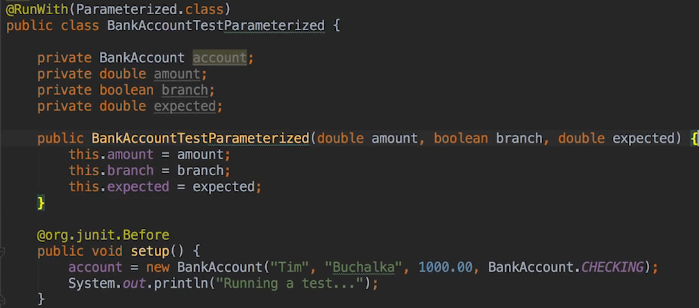 @RunWith(Parameterized.class)
public class BankAccountTestParameterized {
private BankAccount account;
private double amount;
private boolean branch;
private double expected;
public BankAccountTestParameterized(double amount, boolean branch, double expected) {
this.amount = amount;
this.branch = branch;
this.expected = expected;
}
@org.junit.Before
public void setup() {
account = new BankAccount("Tim", "Buchalka", 1000.00, BankAccount.CHECKING);
System.out.println("Running a test...");
}